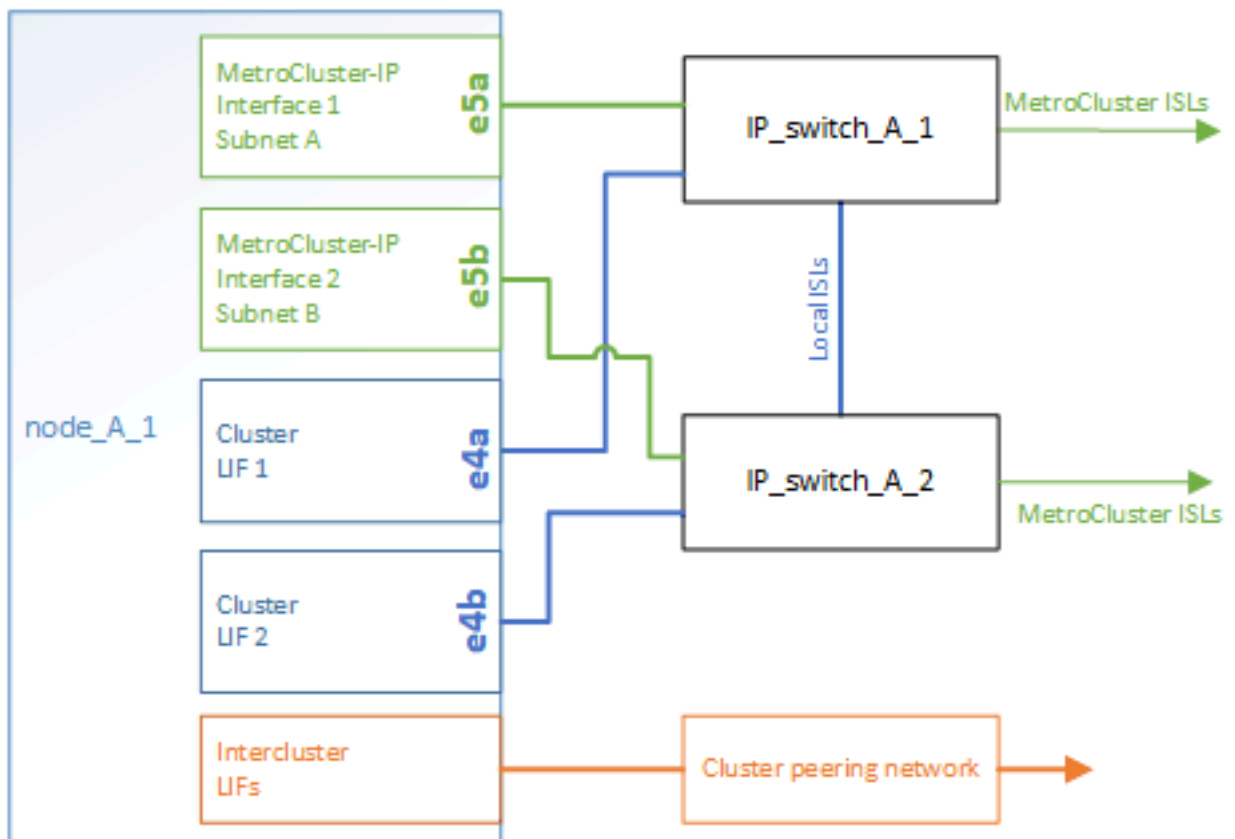 node_A_1
MetroCluster-IP
Interface 1
Subnet A
e5a
MetroCluster-IP
Interface 2
Subnet B
e5b
Cluster
LIF 1
e4a
Cluster
LIF 2
e4b
Intercluster
LIFs
IP_switch_A_1
MetroCluster ISLs
Local ISLs
IP_switch_A_2
MetroCluster ISLs
Cluster peering network